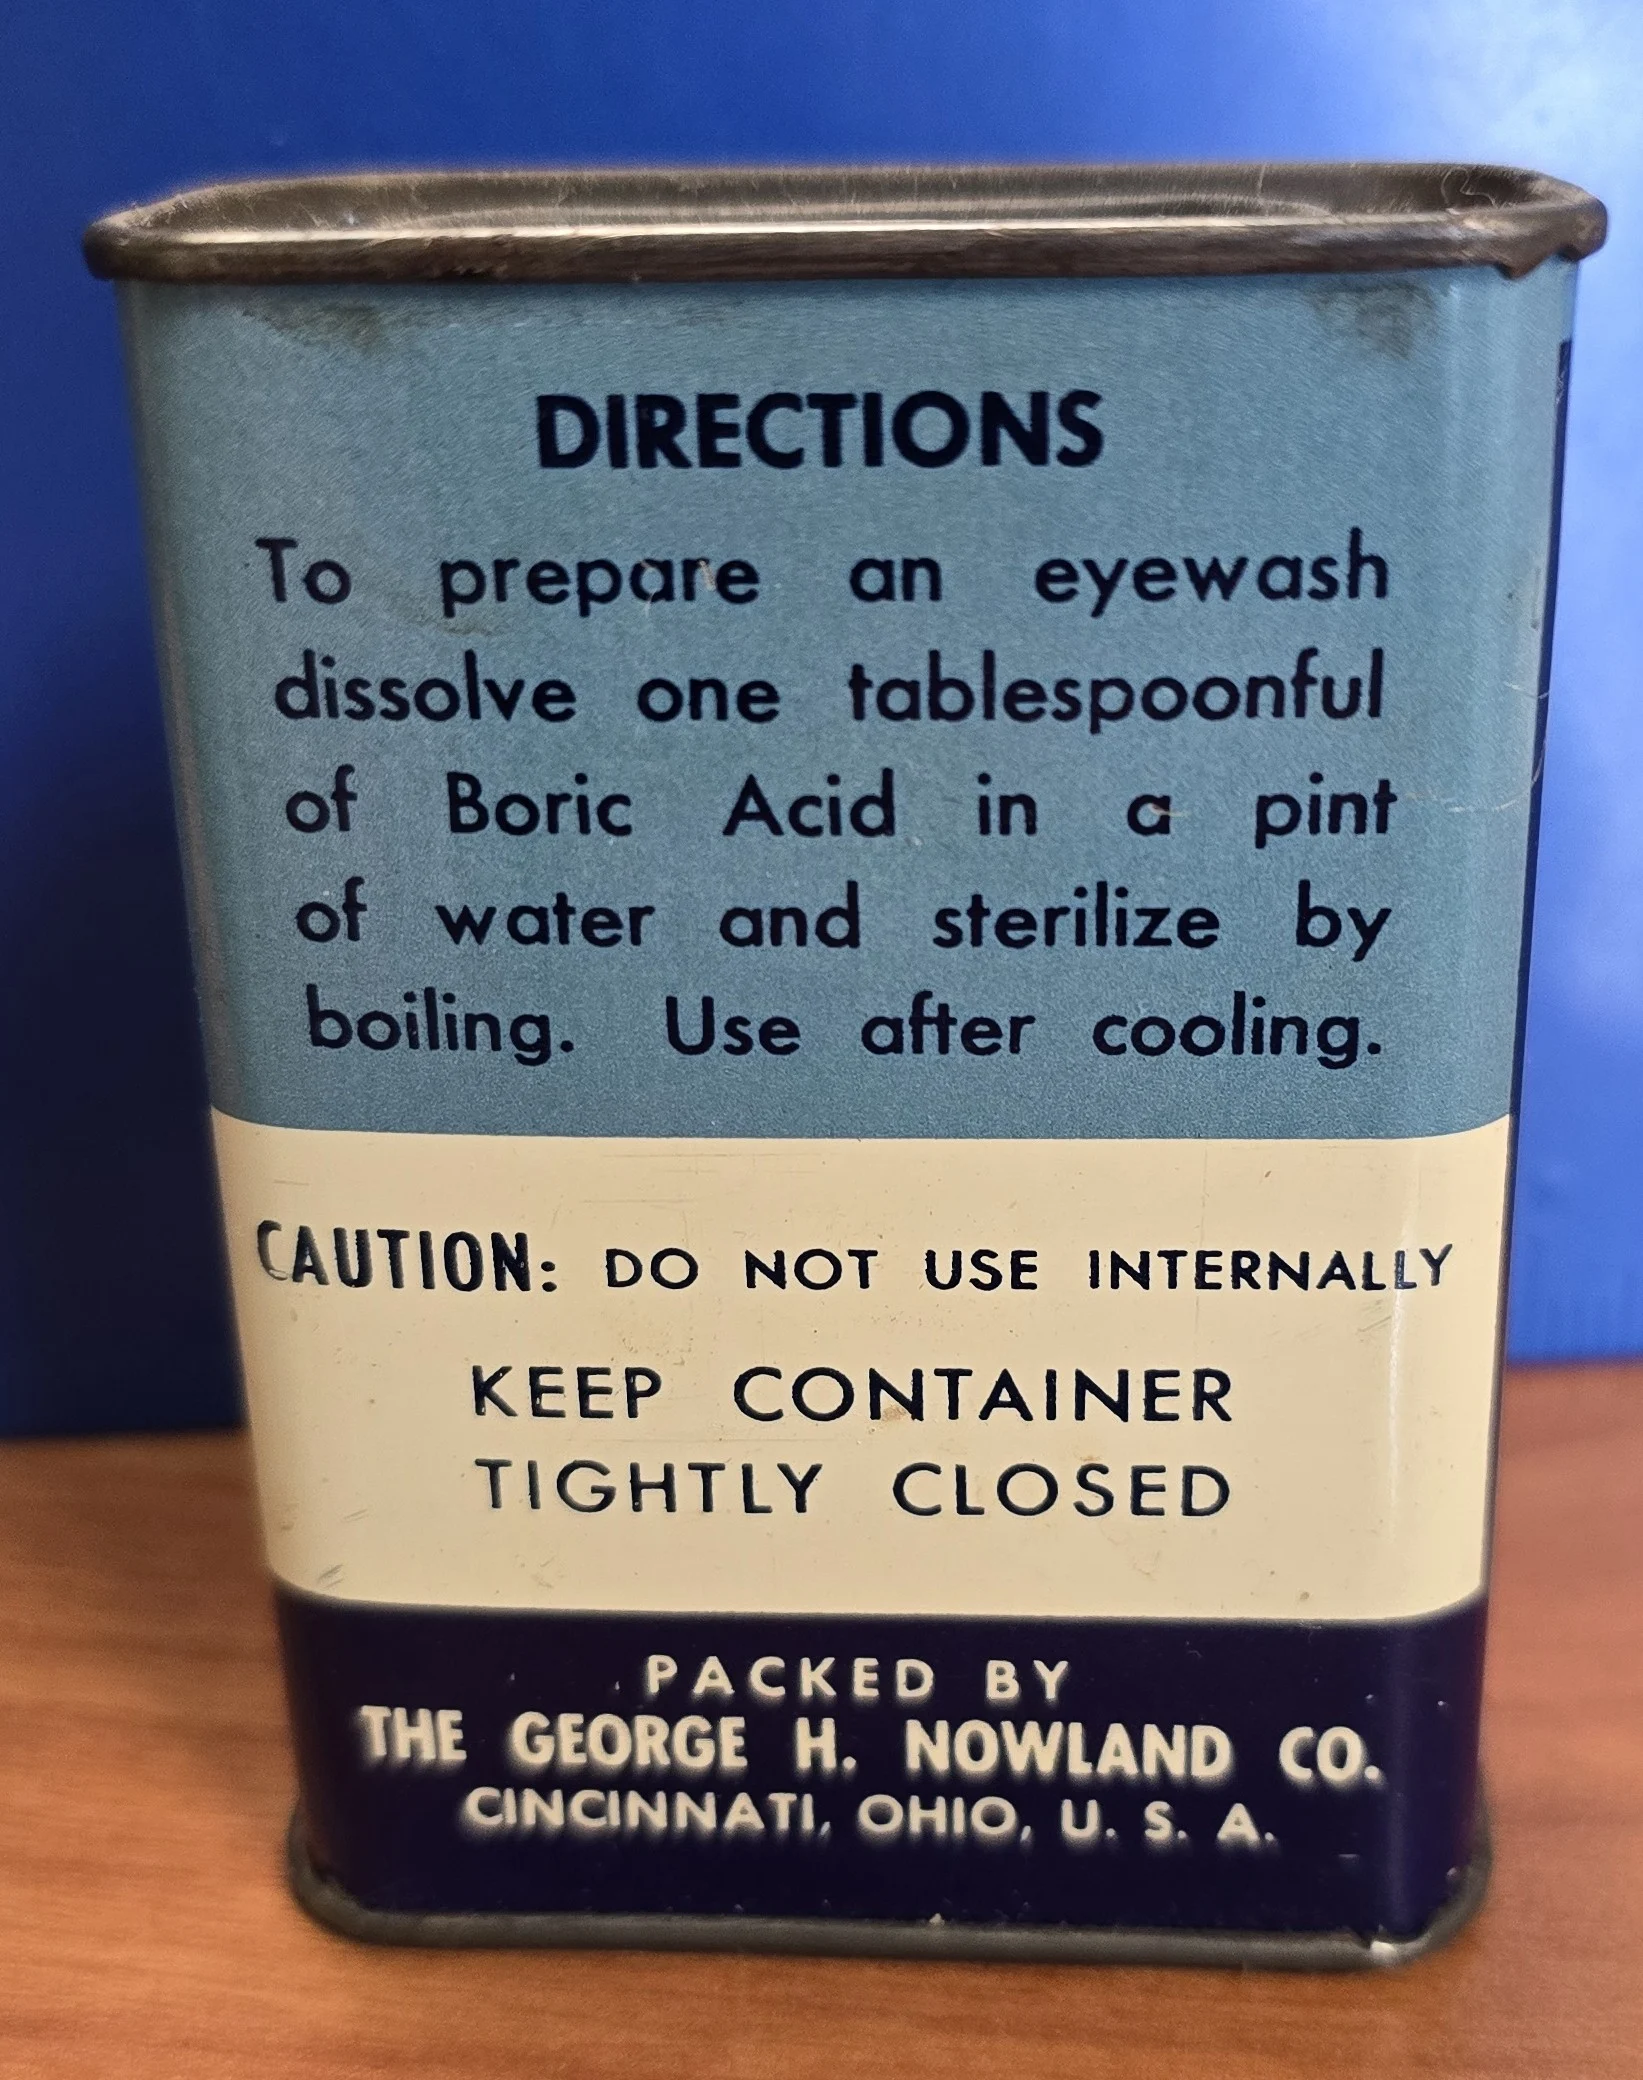 DIRECTIONS
To prepare an eyewash
dissolve one tablespoonful
of Boric Acid in a pint
of water and sterilize by
boiling. Use after cooling.
CAUTION: DO NOT USE INTERNALLY
KEEP CONTAINER
TIGHTLY CLOSED
PACKED BY
THE GEORGE H. NOWLAND CO.
CINCINNATI, OHIO, U. S. A.